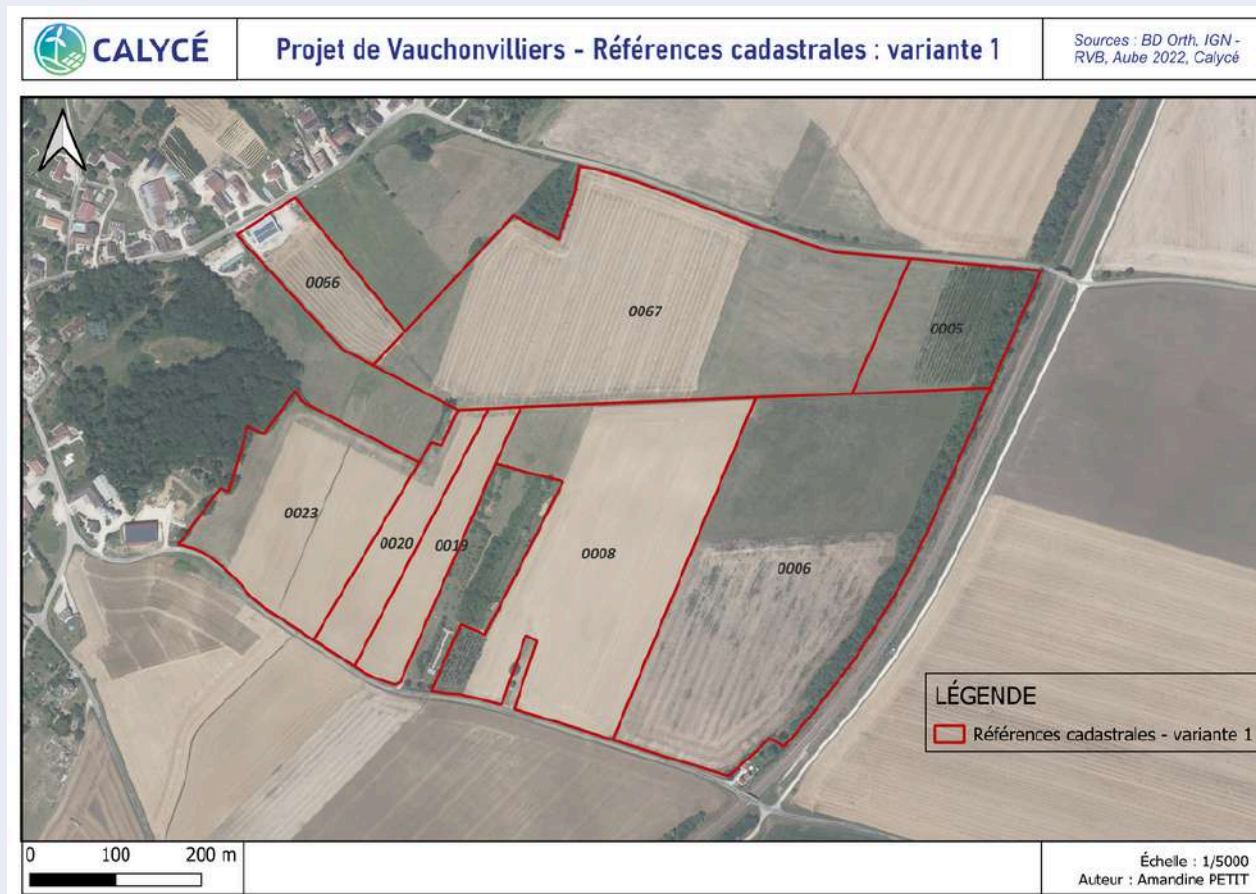 CALYCÉ
Projet de Vauchonvilliers - Références cadastrales : variante 1
Sources : BD Orth, IGN -
RVB, Aube 2022, Calycé
0066
0067
0005
0023
0020
0019
0008
0006
LÉGENDE
Références cadastrales - variante 1
0 100 200 m
Échelle : 1/5000
Auteur : Amandine PETIT